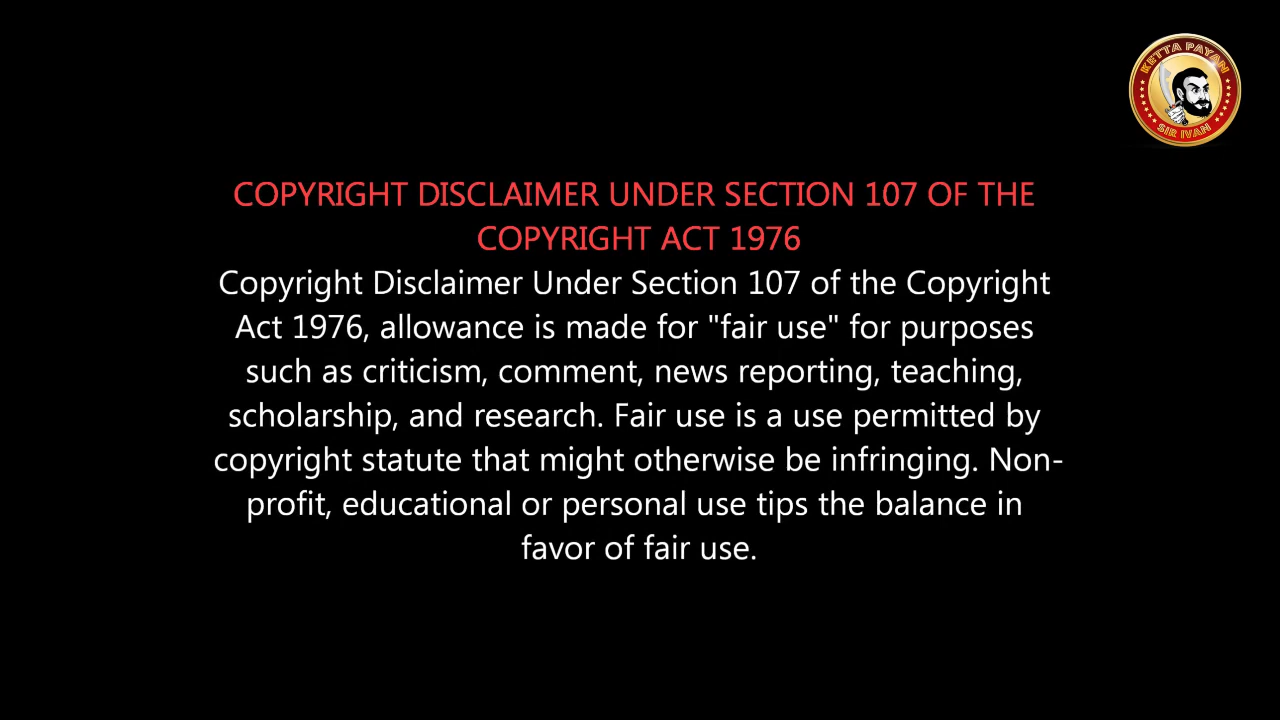 KETTA PAYAN
SIR IVAN
COPYRIGHT DISCLAIMER UNDER SECTION 107 OF THE
COPYRIGHT ACT 1976
Copyright Disclaimer Under Section 107 of the Copyright
Act 1976, allowance is made for "fair use" for purposes
such as criticism, comment, news reporting, teaching,
scholarship, and research. Fair use is a use permitted by
copyright statute that might otherwise be infringing. Non-
profit, educational or personal use tips the balance in
favor of fair use.